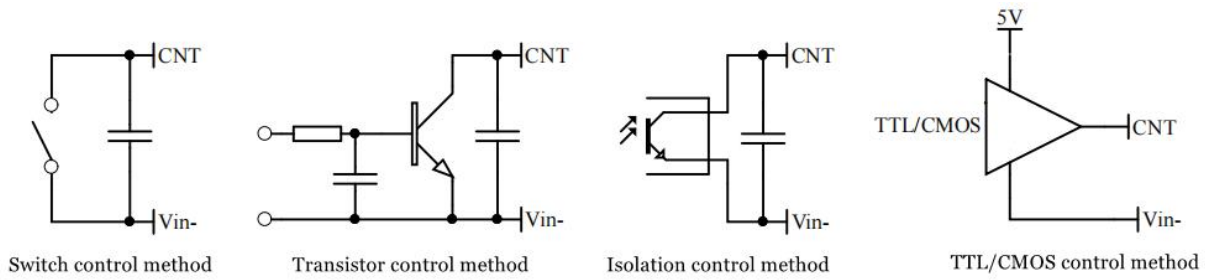 CNT
Vin-
Switch control method
CNT
Vin-
Transistor control method
CNT
Vin-
Isolation control method
5V
TTL/CMOS
CNT
Vin-
TTL/CMOS control method